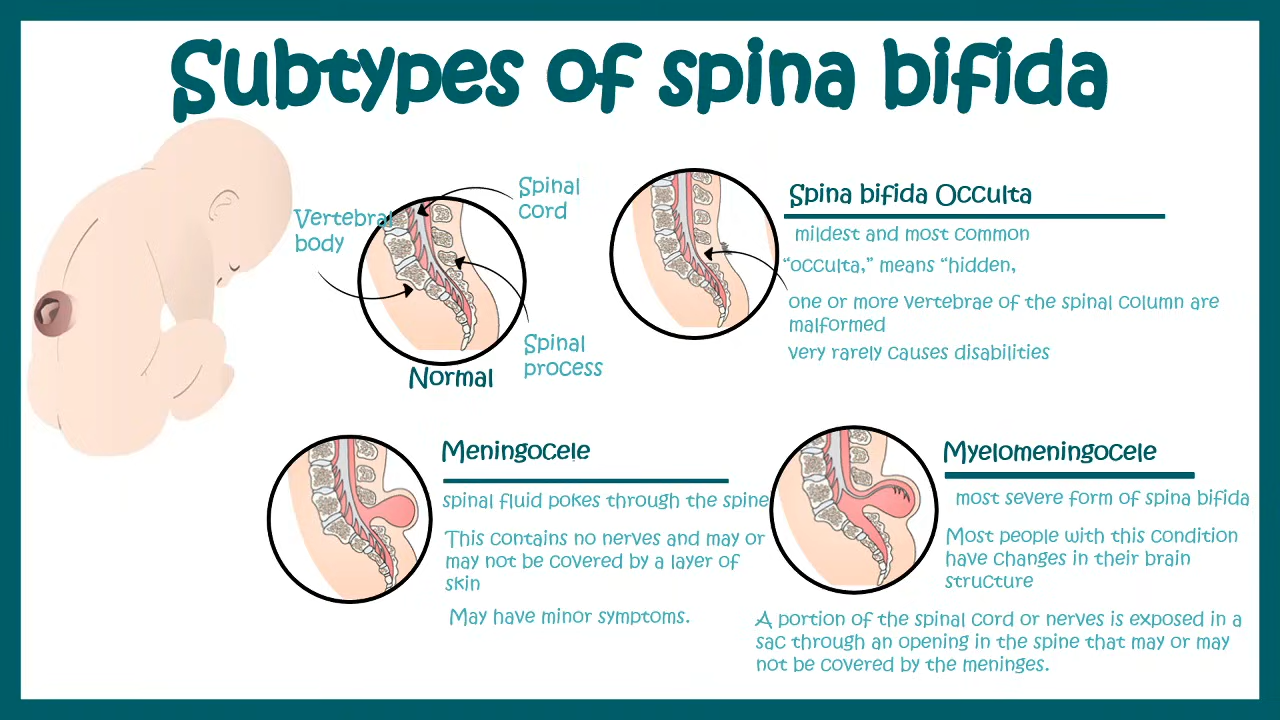 Subtypes of spina bifida
Vertebral
body
Spinal
cord
Spinal
process
Normal
Spina bifida Occulta
mildest and most common
“occulta,” means “hidden,
one or more vertebrae of the spinal column are
malformed
very rarely causes disabilities
Meningocele
spinal fluid pokes through the spine
This contains no nerves and may or
may not be covered by a layer of
skin
May have minor symptoms.
Myelomeningocele
most severe form of spina bifida
Most people with this condition
have changes in their brain
structure
A portion of the spinal cord or nerves is exposed in a
sac through an opening in the spine that may or may
not be covered by the meninges.